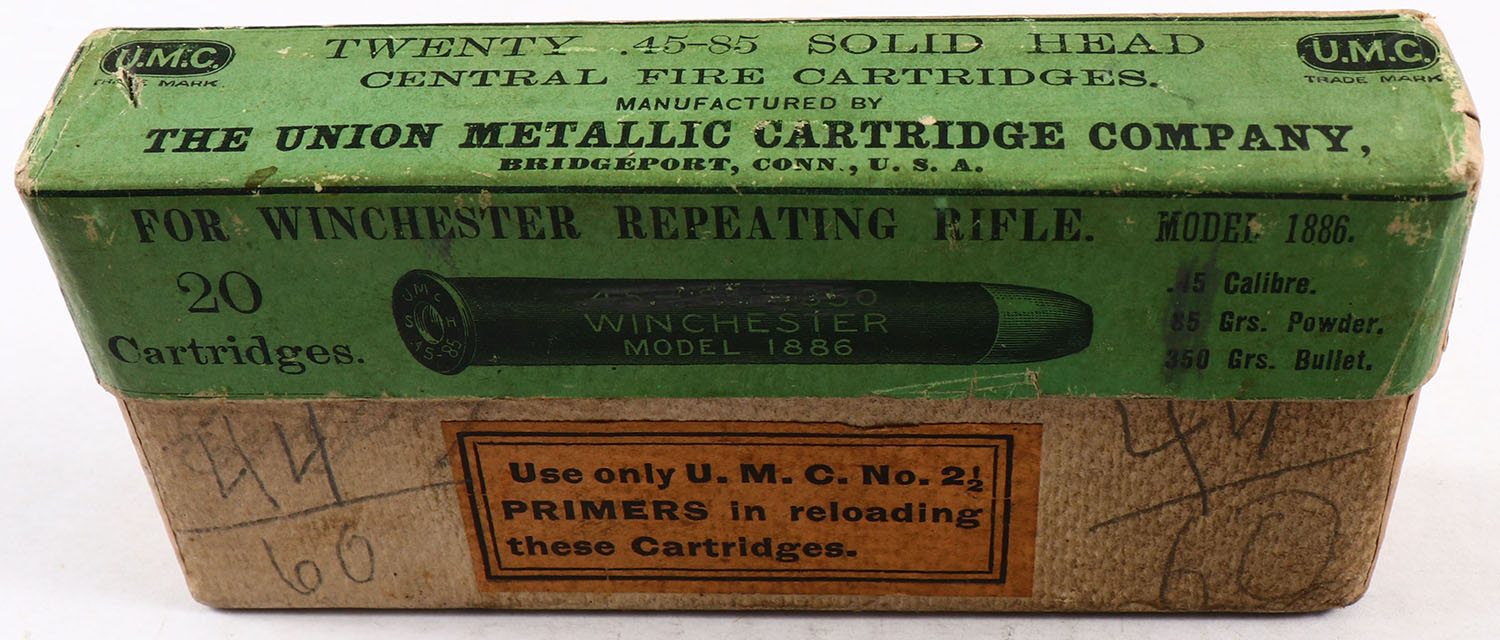 U.M.C.
TRADE MARK
TWENTY .45-85 SOLID HEAD
U.M.C.
TRADE MARK
CENTRAL FIRE CARTRIDGES.
MANUFACTURED BY
THE UNION METALLIC CARTRIDGE COMPANY,
BRIDGEPORT, CONN., U. S. A.
FOR WINCHESTER REPEATING RIFLE. MODEL 1886.
20
Cartridges.
U.M.C.
S H
.45-85
350
WINCHESTER
MODEL 1886
.45 Calibre.
85 Grs. Powder.
350 Grs. Bullet.
44
60
Use only U. M. C. No. 2½
PRIMERS in reloading
these Cartridges.
44
60